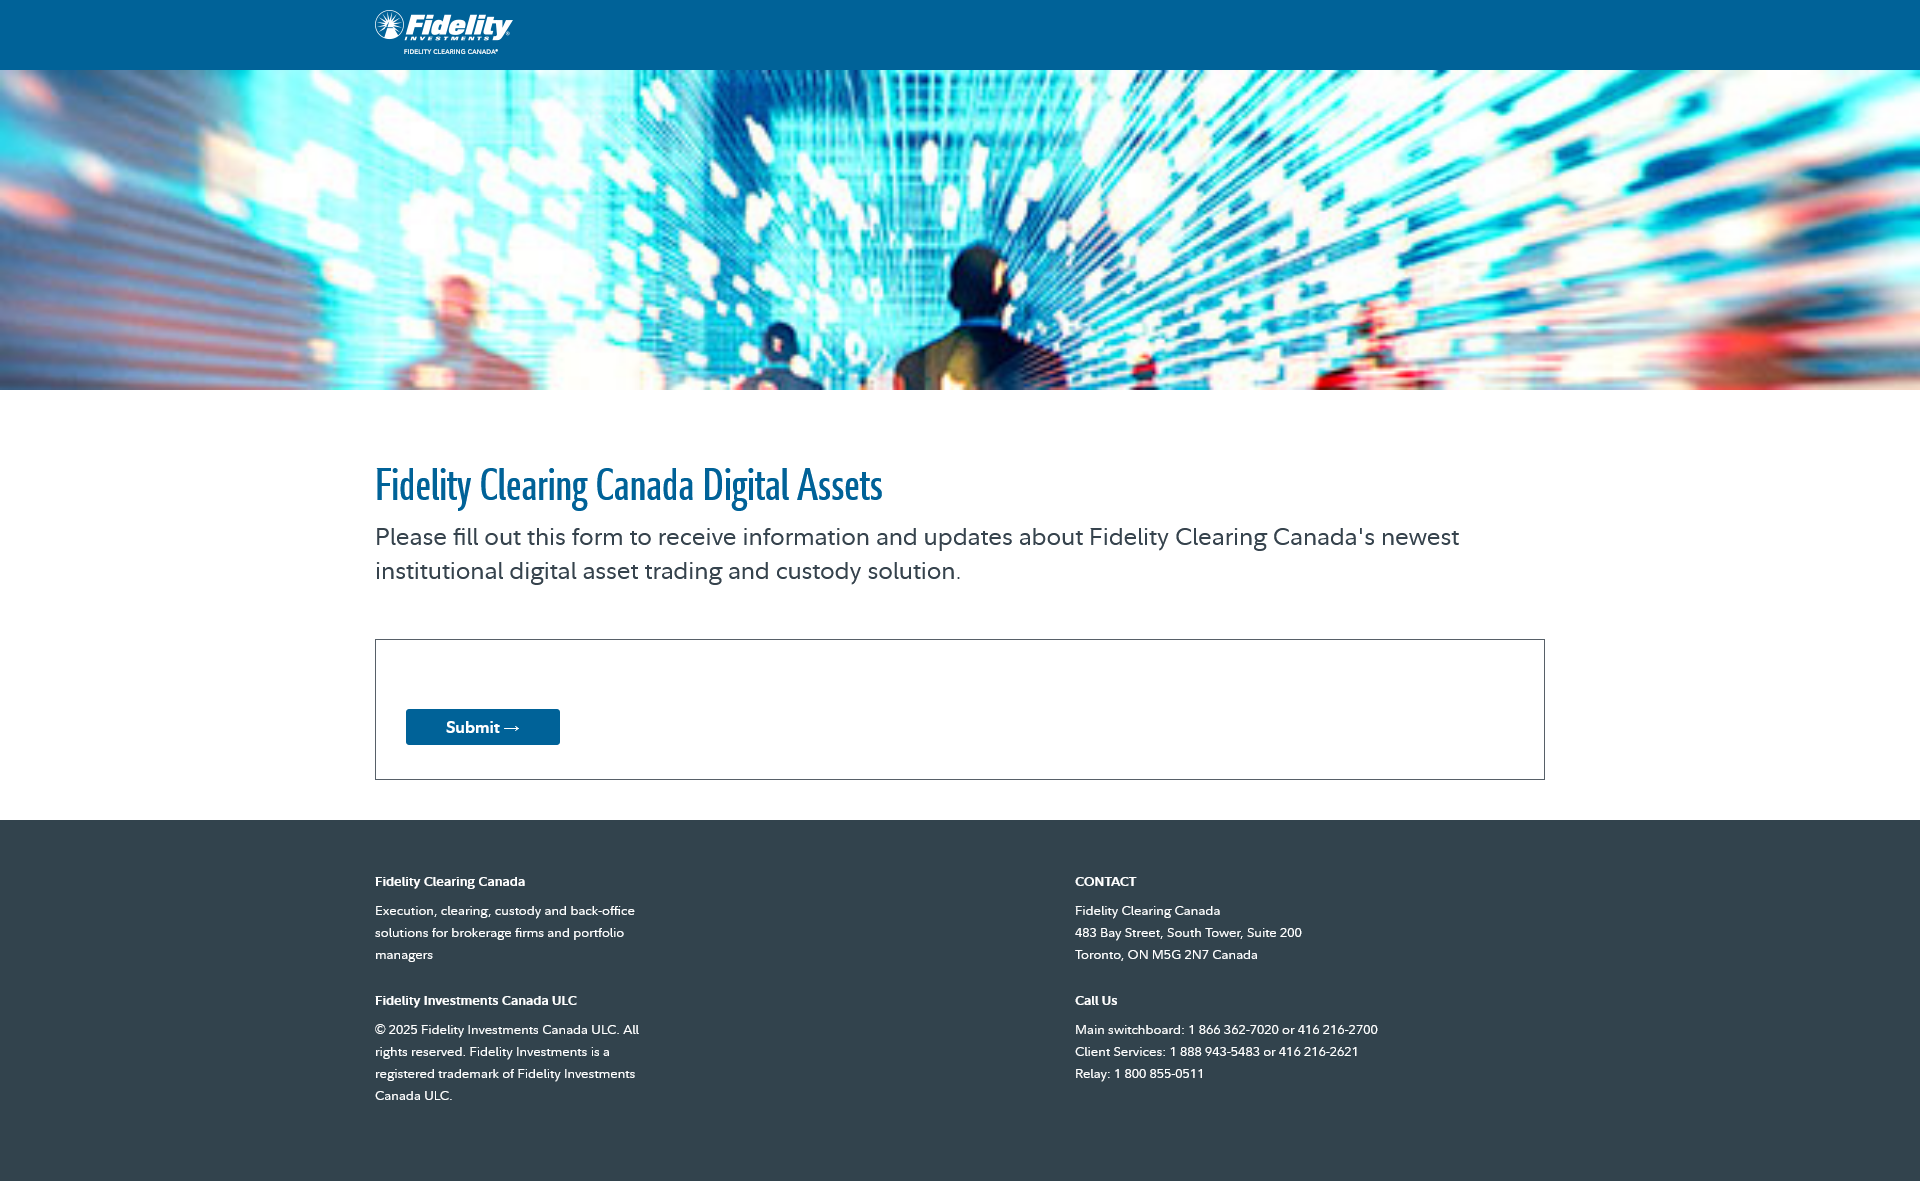 Fidelity
INVESTMENTS®
FIDELITY CLEARING CANADA®
Fidelity Clearing Canada Digital Assets
Please fill out this form to receive information and updates about Fidelity Clearing Canada's newest
institutional digital asset trading and custody solution.
Submit →
Fidelity Clearing Canada
Execution, clearing, custody and back-office
solutions for brokerage firms and portfolio
managers
Fidelity Investments Canada ULC
© 2025 Fidelity Investments Canada ULC. All
rights reserved. Fidelity Investments is a
registered trademark of Fidelity Investments
Canada ULC.
CONTACT
Fidelity Clearing Canada
483 Bay Street, South Tower, Suite 200
Toronto, ON M5G 2N7 Canada
Call Us
Main switchboard: 1 866 362-7020 or 416 216-2700
Client Services: 1 888 943-5483 or 416 216-2621
Relay: 1 800 855-0511